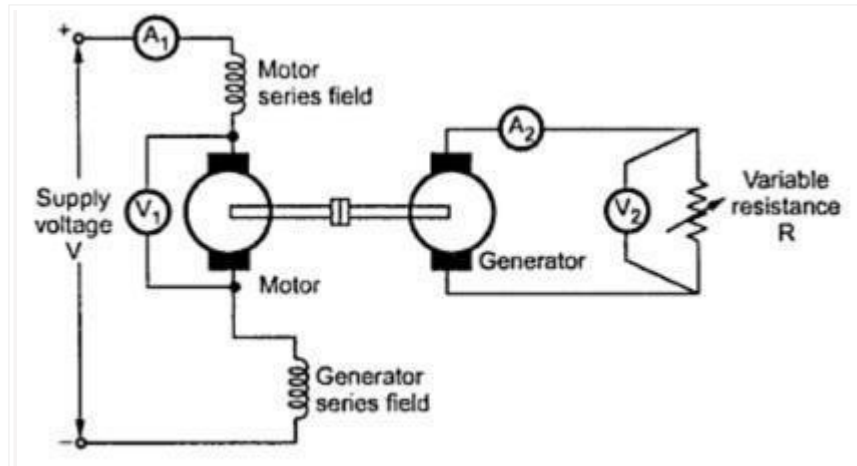 +
A1
Motor
series field
A2
Supply
voltage
V
V1
V2
Variable
resistance
R
Generator
Motor
Generator
series field
−